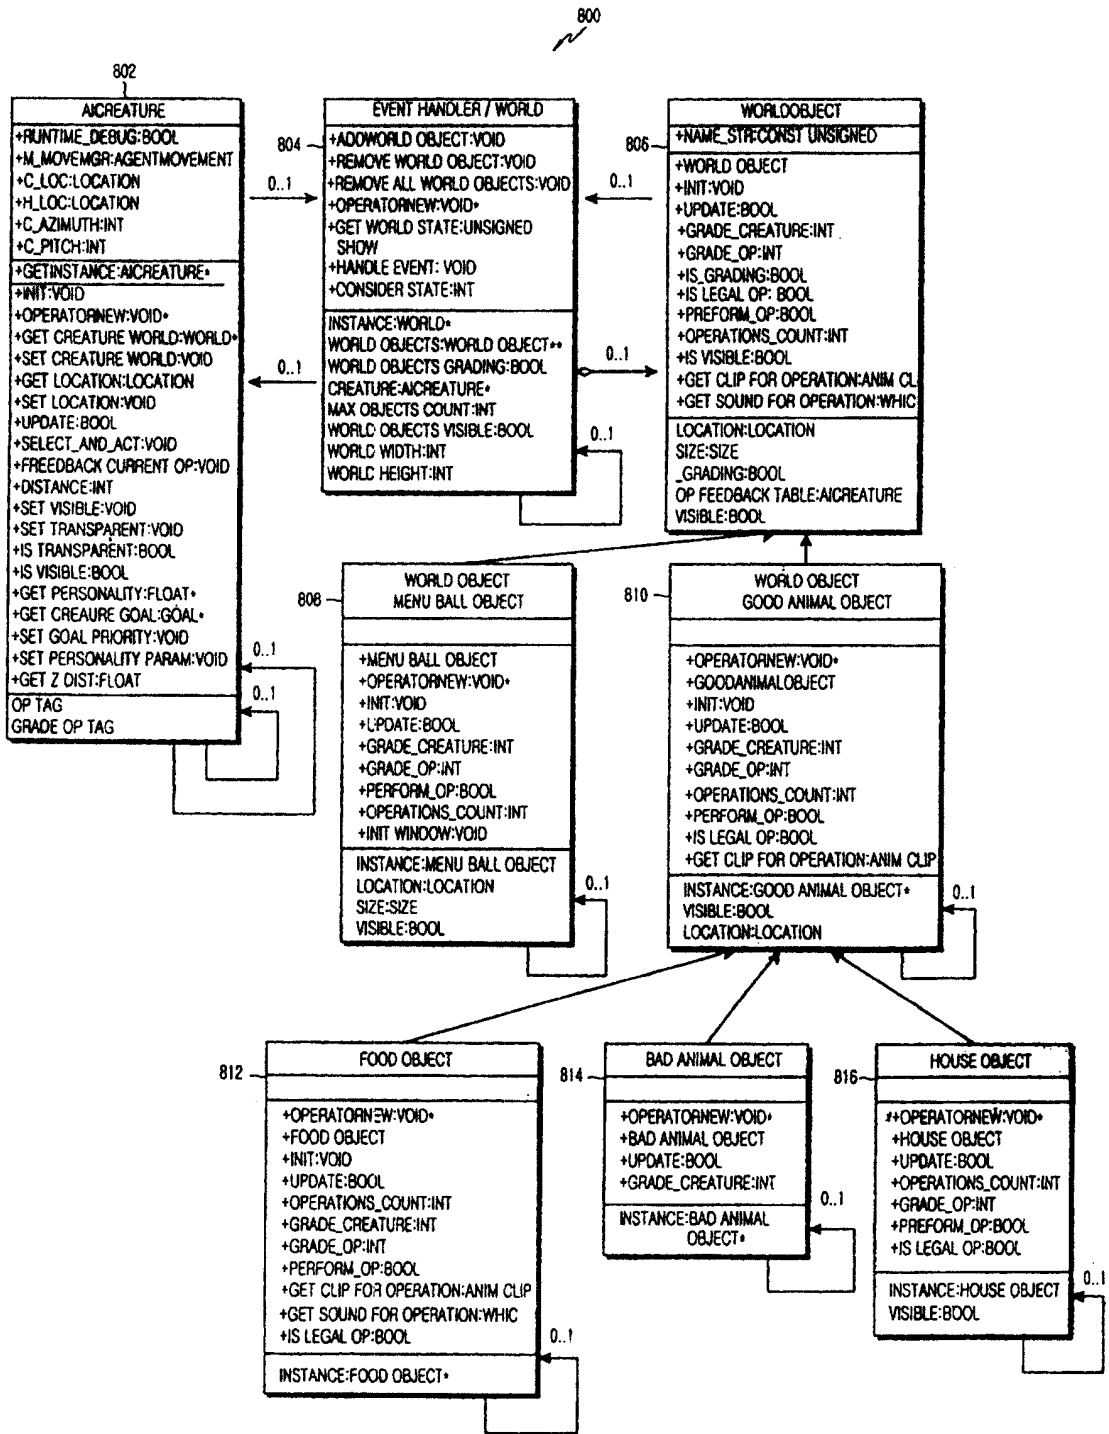 800
802
AICREATURE
+RUNTIME_DEBUG:BOOL
+M_MOVEMGR:AGENTMOVEMENT
+C_LOC:LOCATION
+H_LOC:LOCATION
+C_AZIMUTH:INT
+C_PITCH:INT
+GETINSTANCE:AICREATURE*
+INIT:VOID
+OPERATORNEW:VOID*
+GET CREATURE WORLD:WORLD*
+SET CREATURE WORLD:VOID
+GET LOCATION:LOCATION
+SET LOCATION:VOID
+UPDATE:BOOL
+SELECT_AND_ACT:VOID
+FREEDBACK CURRENT OP:VOID
+DISTANCE:INT
+SET VISIBLE:VOID
+SET TRANSPARENT:VOID
+IS TRANSPARENT:BOOL
+IS VISIBLE:BOOL
+GET PERSONALITY:FLOAT*
+GET CREAURE GOAL:GOAL*
+SET GOAL PRIORITY:VOID
+SET PERSONALITY PARAM:VOID
+GET Z DIST:FLOAT
OP TAG
GRADE OP TAG
0..1
0..1
0..1
0..1
804
EVENT HANDLER / WORLD
+ADDWORLD OBJECT:VOID
+REMOVE WORLD OBJECT:VOID
+REMOVE ALL WORLD OBJECTS:VOID
+OPERATORNEW:VOID*
+GET WORLD STATE:UNSIGNED
SHOW
+HANDLE EVENT: VOID
+CONSIDER STATE:INT
INSTANCE:WORLD*
WORLD OBJECTS:WORLD OBJECT**
WORLD OBJECTS GRADING:BOOL
CREATURE:AICREATURE*
MAX OBJECTS COUNT:INT
WORLD OBJECTS VISIBLE:BOOL
WORLD WIDTH:INT
WORLD HEIGHT:INT
0..1
0..1
0..1
806
WORLDOBJECT
+NAME_STR:CONST UNSIGNED
+WORLD OBJECT
+INIT:VOID
+UPDATE:BOOL
+GRADE_CREATURE:INT
+GRADE_OP:INT
+IS_GRADING:BOOL
+IS LEGAL OP: BOOL
+PREFORM_OP:BOOL
+OPERATIONS_COUNT:INT
+IS VISIBLE:BOOL
+GET CLIP FOR OPERATION:ANIM CL
+GET SOUND FOR OPERATION:WHIC
LOCATION:LOCATION
SIZE:SIZE
_GRADING:BOOL
OP FEEDBACK TABLE:AICREATURE
VISIBLE:BOOL
808
WORLD OBJECT
MENU BALL OBJECT
+MENU BALL OBJECT
+OPERATORNEW:VOID*
+INIT:VOID
+UPDATE:BOOL
+GRADE_CREATURE:INT
+GRADE_OP:INT
+PERFORM_OP:BOOL
+OPERATIONS_COUNT:INT
+INIT WINDOW:VOID
INSTANCE:MENU BALL OBJECT
LOCATION:LOCATION
SIZE:SIZE
VISIBLE:BOOL
0..1
810
WORLD OBJECT
GOOD ANIMAL OBJECT
+OPERATORNEW:VOID*
+GOODANIMALOBJECT
+INIT:VOID
+UPDATE:BOOL
+GRADE_CREATURE:INT
+GRADE_OP:INT
+OPERATIONS_COUNT:INT
+PERFORM_OP:BOOL
+IS LEGAL OP:BOOL
+GET CLIP FOR OPERATION:ANIM CLIP
INSTANCE:GOOD ANIMAL OBJECT*
VISIBLE:BOOL
LOCATION:LOCATION
0..1
812
FOOD OBJECT
+OPERATORNEW:VOID*
+FOOD OBJECT
+INIT:VOID
+UPDATE:BOOL
+OPERATIONS_COUNT:INT
+GRADE_CREATURE:INT
+GRADE_OP:INT
+PERFORM_OP:BOOL
+GET CLIP FOR OPERATION:ANIM CLIP
+GET SOUND FOR OPERATION:WHIC
+IS LEGAL OP:BOOL
INSTANCE:FOOD OBJECT*
0..1
814
BAD ANIMAL OBJECT
+OPERATORNEW:VOID*
+BAD ANIMAL OBJECT
+UPDATE:BOOL
+GRADE_CREATURE:INT
INSTANCE:BAD ANIMAL
OBJECT*
0..1
816
HOUSE OBJECT
*+OPERATORNEW:VOID*
+HOUSE OBJECT
+UPDATE:BOOL
+OPERATIONS_COUNT:INT
+GRADE_OP:INT
+PREFORM_OP:BOOL
+IS LEGAL OP:BOOL
INSTANCE:HOUSE OBJECT
VISIBLE:BOOL
0..1